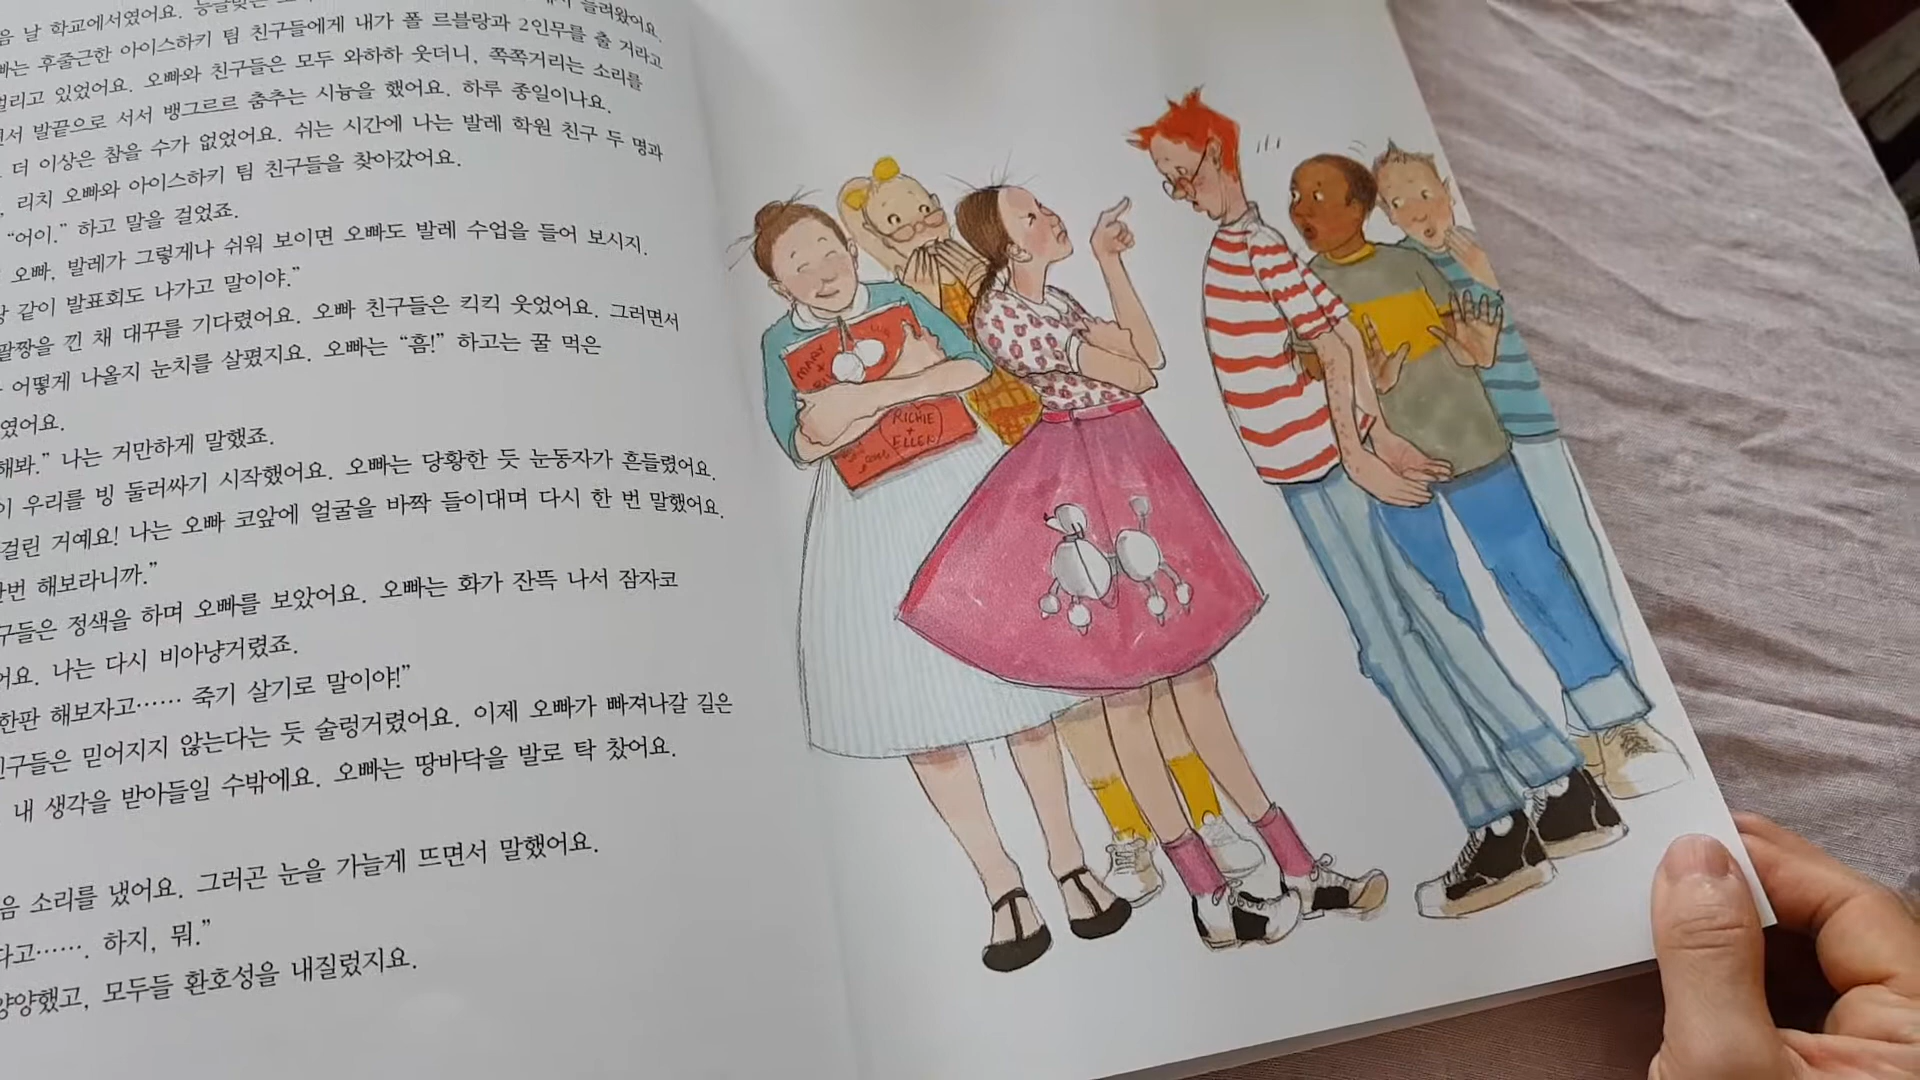 날 학교에서였어요. 능글맞은
들려왔어요.
후줄근한 아이스하키 팀 친구들에게 내가 폴 르블랑과 2인무를 출 거라고
있었어요. 오빠와 친구들은 모두 와하하 웃더니, 쪽쪽거리는 소리를
발끝으로 서서 뱅그르르 춤추는 시늉을 했어요. 하루 종일이나요.
더 이상은 참을 수가 없었어요. 쉬는 시간에 나는 발레 학원 친구 두 명과
리치 오빠와 아이스하키 팀 친구들을 찾아갔어요.
“어이.” 하고 말을 걸었죠.
오빠, 발레가 그렇게나 쉬워 보이면 오빠도 발레 수업을 들어 보시지.
같이 발표회도 나가고 말이야.”
팔짱을 낀 채 대꾸를 기다렸어요. 오빠 친구들은 킥킥 웃었어요. 그러면서
어떻게 나올지 눈치를 살폈지요. 오빠는 “흠!” 하고는 꿀 먹은
였어요.
해봐.” 나는 거만하게 말했죠.
우리를 빙 둘러싸기 시작했어요. 오빠는 당황한 듯 눈동자가 흔들렸어요.
걸린 거예요! 나는 오빠 코앞에 얼굴을 바짝 들이대며 다시 한 번 말했어요.
해보라니까.”
정색을 하며 오빠를 보았어요. 오빠는 화가 잔뜩 나서 잠자코
나는 다시 비아냥거렸죠.
한판 해보자고…… 죽기 살기로 말이야!”
믿어지지 않는다는 듯 술렁거렸어요. 이제 오빠가 빠져나갈 길은
내 생각을 받아들일 수밖에요. 오빠는 땅바닥을 발로 탁 찼어요.
소리를 냈어요. 그러곤 눈을 가늘게 뜨면서 말했어요.
하지, 뭐.”
모두들 환호성을 내질렀지요.
MARY
+
RICHIE
+
ELLEN